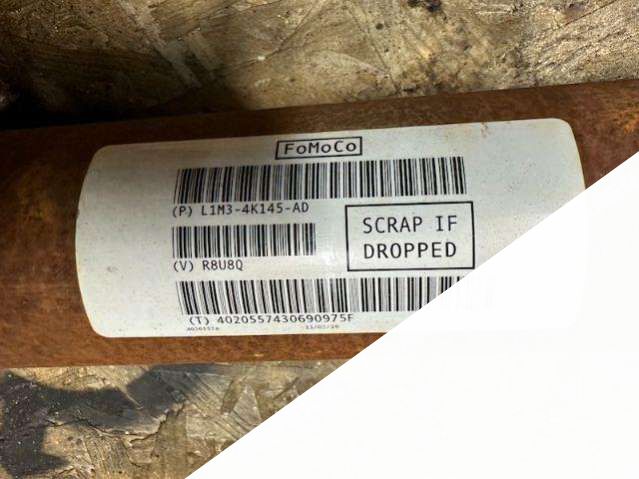 FoMoCo
(P) L1M3-4K145-AD
SCRAP IF
DROPPED
(V) R8U8Q
(T) 4020557430690975F